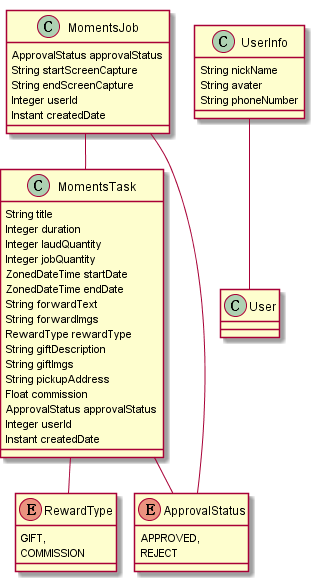 C MomentsJob
ApprovalStatus approvalStatus
String startScreenCapture
String endScreenCapture
Integer userId
Instant createdDate
C UserInfo
String nickName
String avater
String phoneNumber
C MomentsTask
String title
Integer duration
Integer laudQuantity
Integer jobQuantity
ZonedDateTime startDate
ZonedDateTime endDate
String forwardText
String forwardImgs
RewardType rewardType
String giftDescription
String giftImgs
String pickupAddress
Float commission
ApprovalStatus approvalStatus
Integer userId
Instant createdDate
C User
E RewardType
GIFT,
COMMISSION
E ApprovalStatus
APPROVED,
REJECT